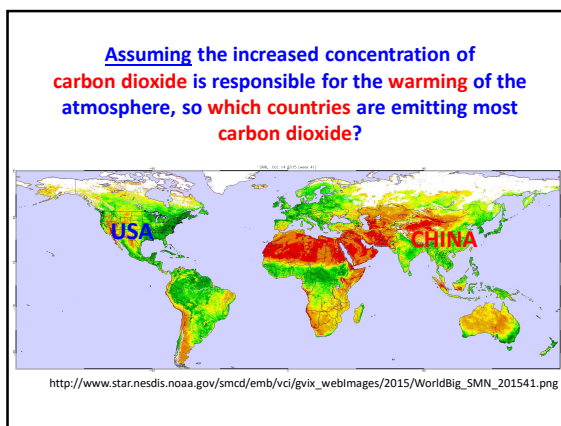 Assuming the increased concentration of
carbon dioxide is responsible for the warming of the
atmosphere, so which countries are emitting most
carbon dioxide?
USA
CHINA
http://www.star.nesdis.noaa.gov/smcd/emb/vci/gvix_webImages/2015/WorldBig_SMN_201541.png